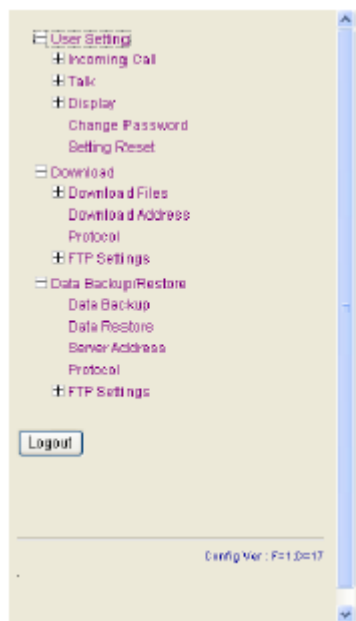 User Setting
Incoming Call
Talk
Display
Change Password
Setting Reset
Download
Download Files
Download Address
Protocol
FTP Settings
Data Backup/Restore
Data Backup
Data Restore
Server Address
Protocol
FTP Settings
Logout
Config Ver : F=1;D=17